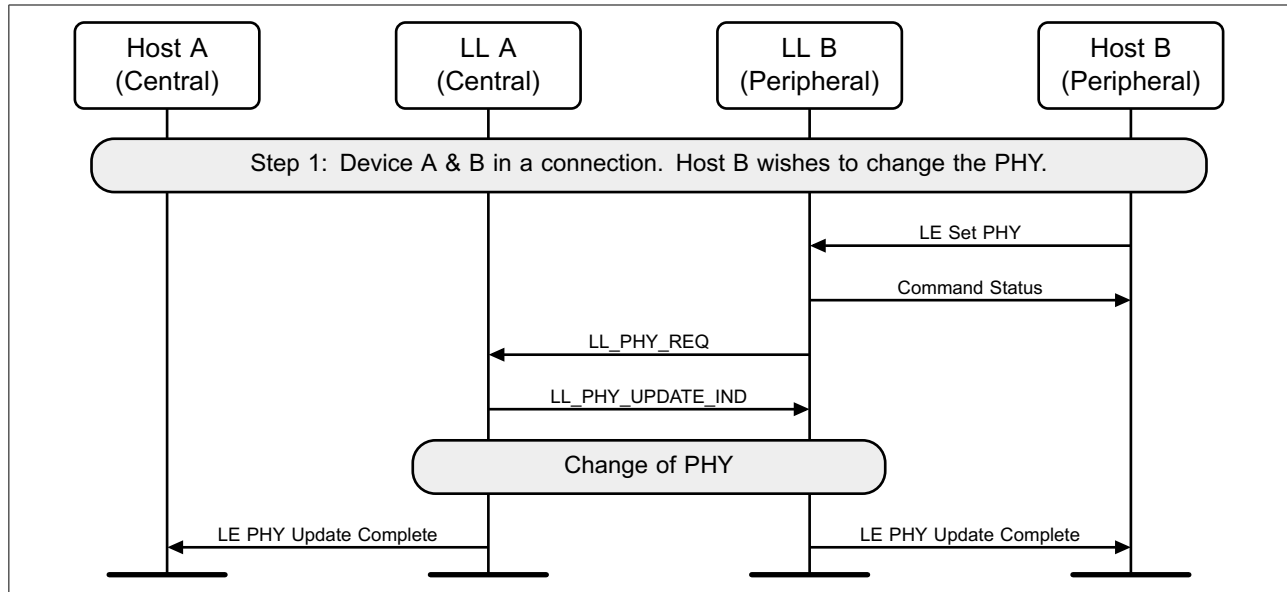 Host A
(Central)
LL A
(Central)
LL B
(Peripheral)
Host B
(Peripheral)
Step 1: Device A & B in a connection. Host B wishes to change the PHY.
LE Set PHY
Command Status
LL_PHY_REQ
LL_PHY_UPDATE_IND
Change of PHY
LE PHY Update Complete
LE PHY Update Complete